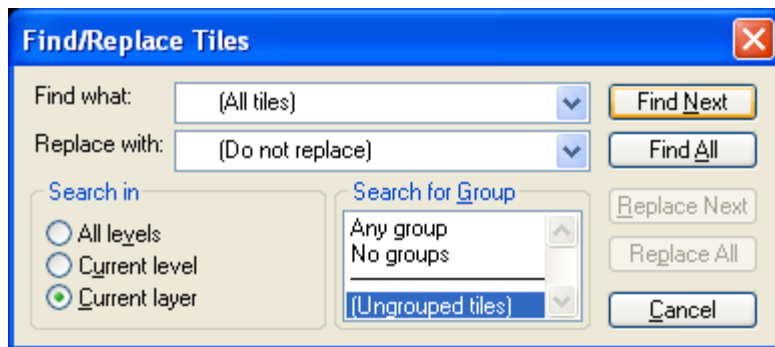 Find/Replace Tiles
Find what:
(All tiles)
Find Next
Replace with:
(Do not replace)
Find All
Search in
All levels
Current level
Current layer
Search for Group
Any group
No groups
(Ungrouped tiles)
Replace Next
Replace All
Cancel